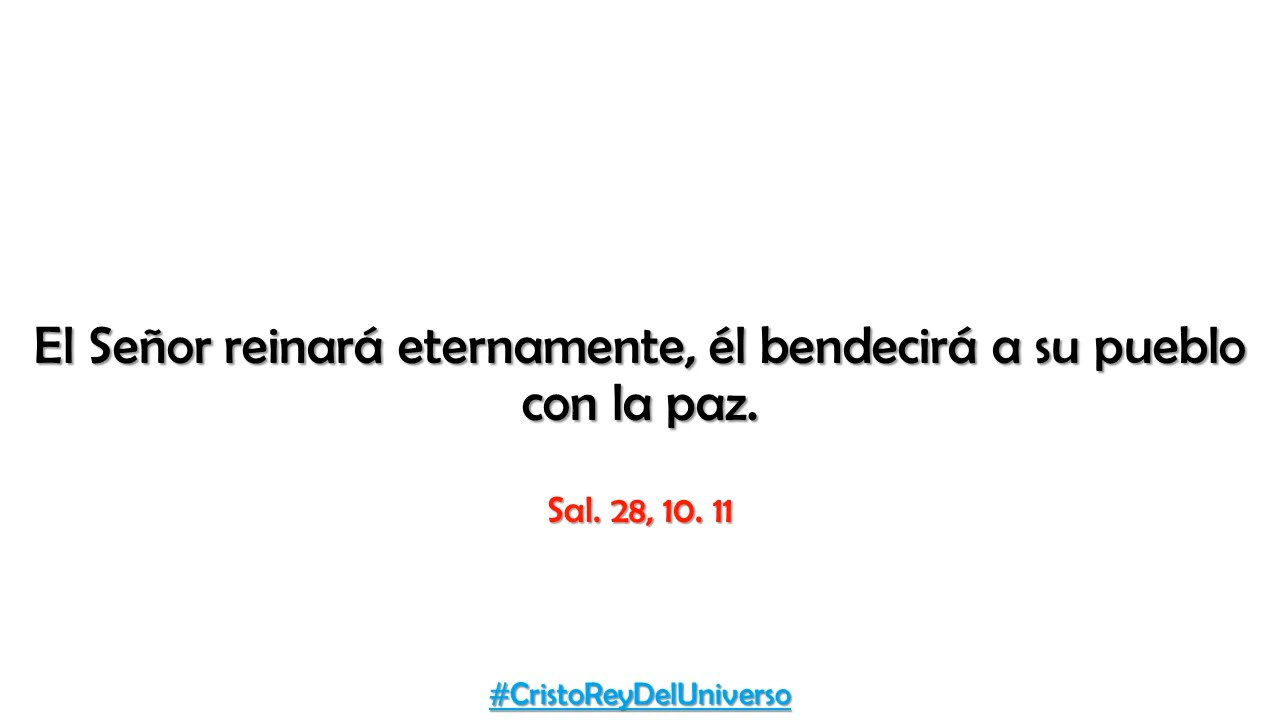 El Señor reinará eternamente, él bendecirá a su pueblo
con la paz.
Sal. 28, 10. 11
#CristoReyDelUniverso